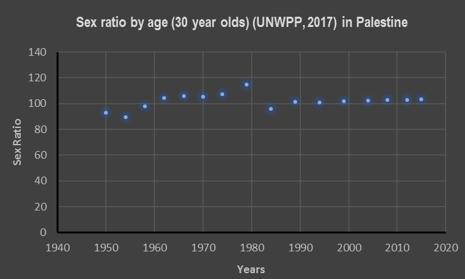 Sex ratio by age (30 year olds) (UNWPP, 2017) in Palestine
140
120
100
80
60
40
20
0
Sex Ratio
1940 1950 1960 1970 1980 1990 2000 2010 2020
Years